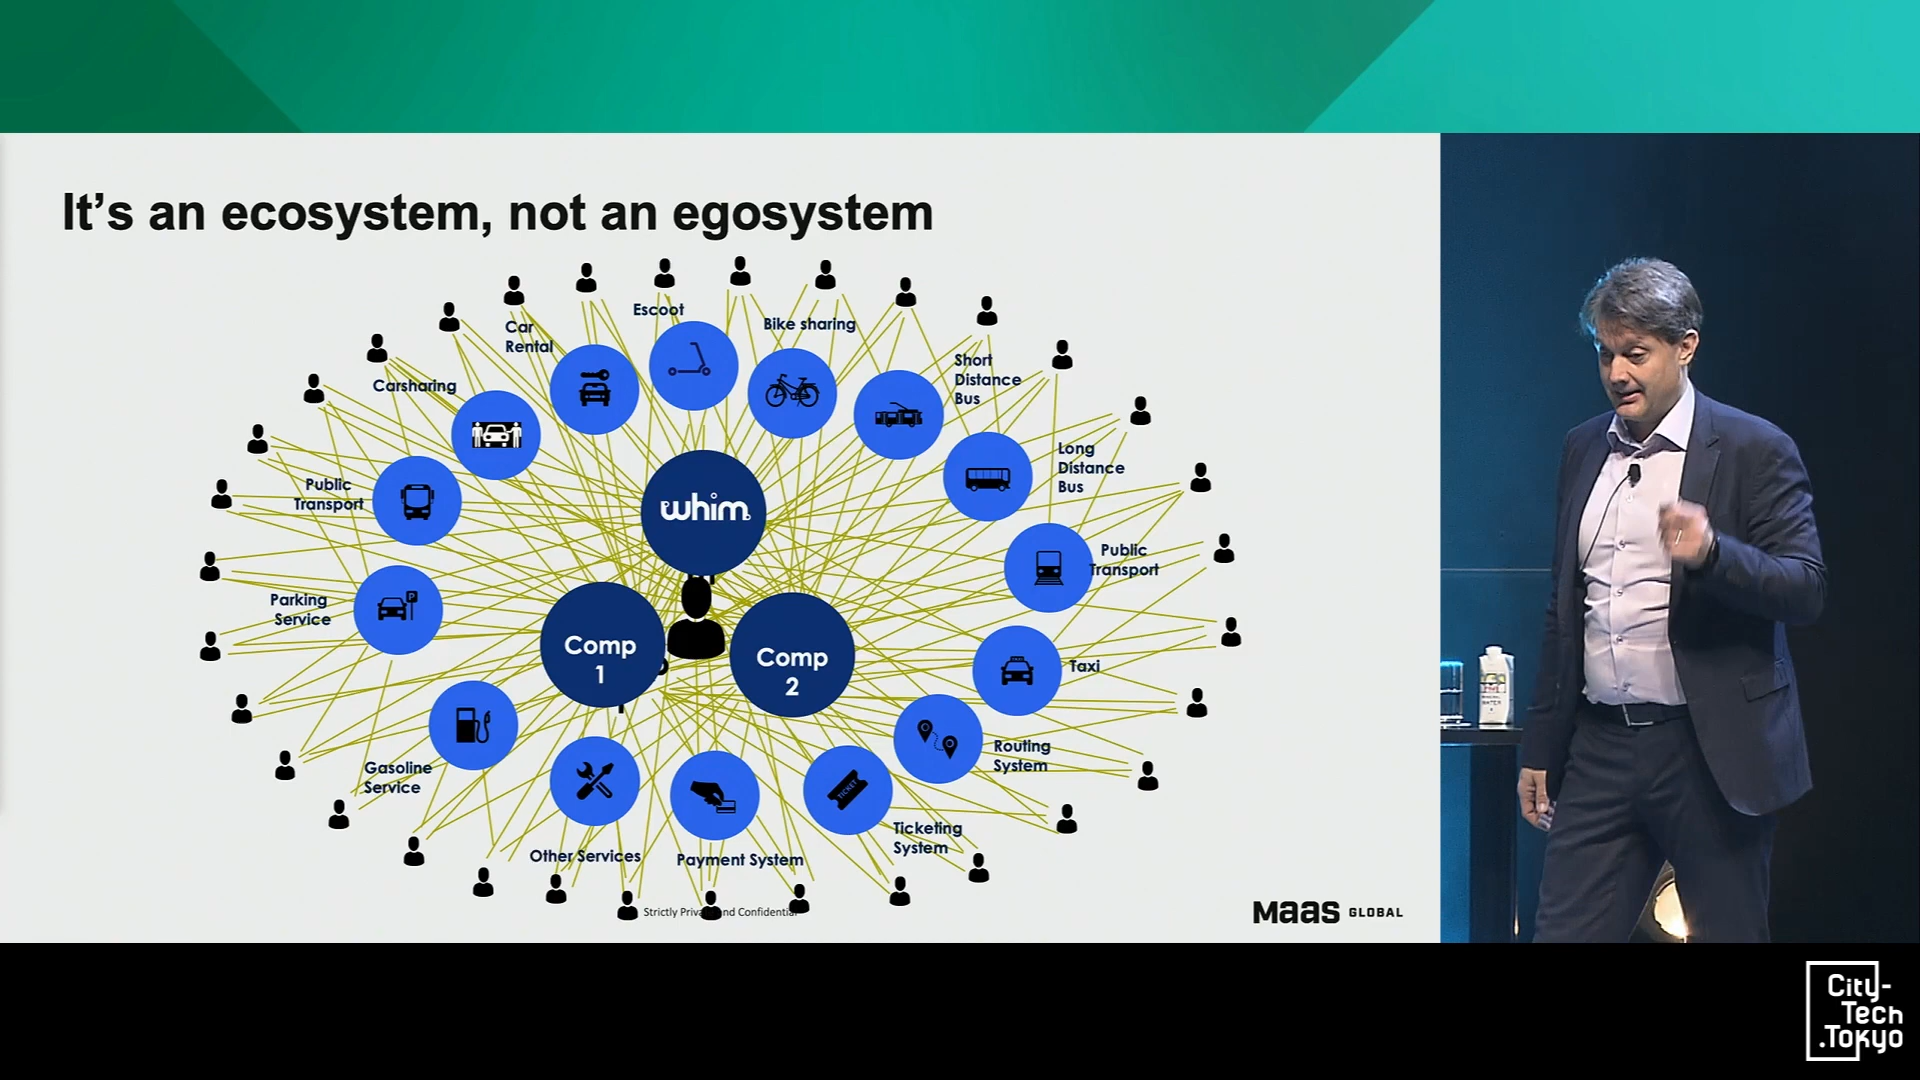 It's an ecosystem, not an egosystem
Escoot
Bike sharing
Car
Rental
Short
Distance
Bus
Carsharing
Long
Distance
Bus
Public
Transport
whim
Public
Transport
Parking
Service
Comp
1
Comp
2
Taxi
Routing
System
Gasoline
Service
TICKET
Ticketing
System
Other Services
Payment System
Strictly Private and Confidential
MaaS GLOBAL
WATER
City-
Tech
.Tokyo